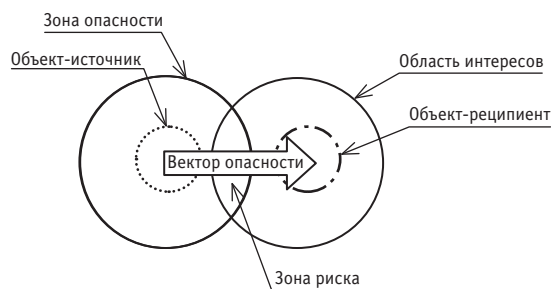 Зона опасности
Объект-источник
Область интересов
Объект-реципиент
Вектор опасности
Зона риска